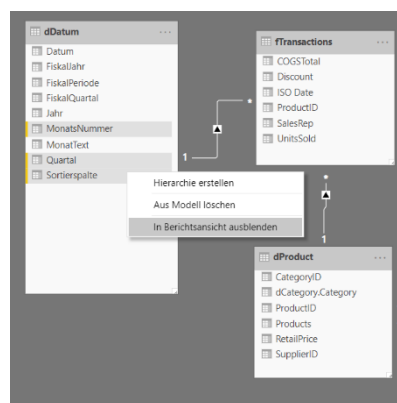 dDatum ...
Datum
FiskalJahr
FiskalPeriode
FiskalQuartal
Jahr
MonatsNummer
MonatText
Quartal
Sortierspalte
1
Hierarchie erstellen
Aus Modell löschen
In Berichtsansicht ausblenden
fTransactions ...
COGSTotal
Discount
ISO Date
ProductID
SalesRep
UnitsSold
*
*
1
dProduct ...
CategoryID
dCategory.Category
ProductID
Products
RetailPrice
SupplierID